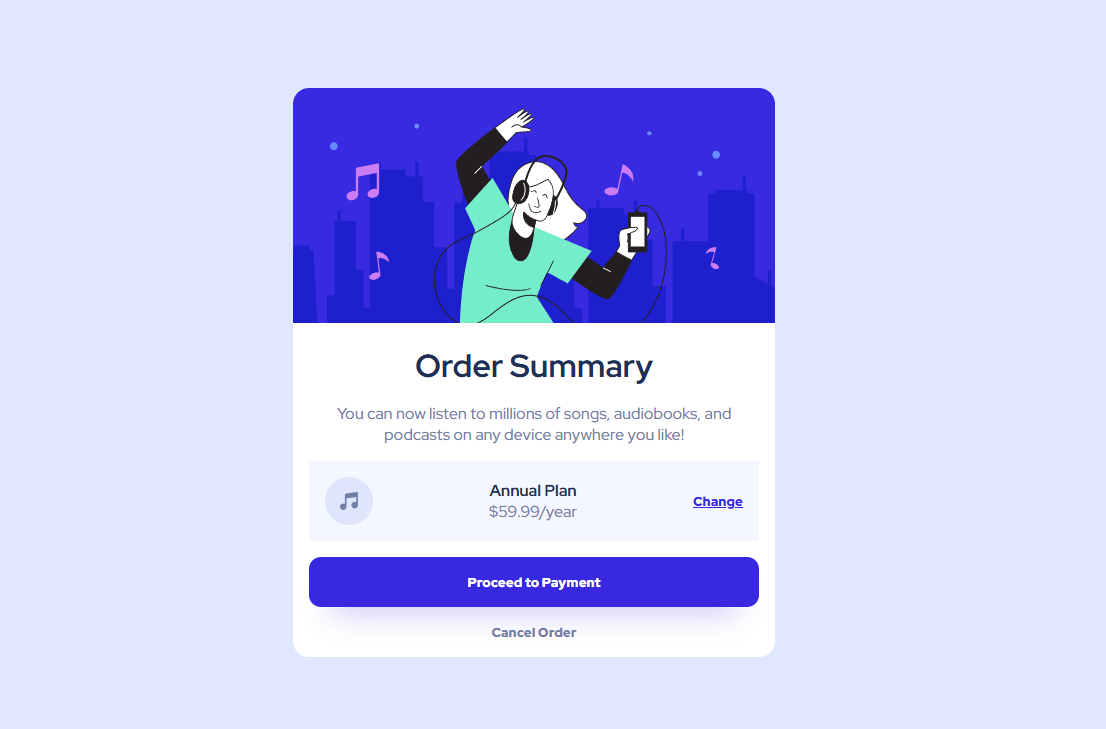 Order Summary
You can now listen to millions of songs, audiobooks, and
podcasts on any device anywhere you like!
Annual Plan
$59.99/year
Change
Proceed to Payment
Cancel Order